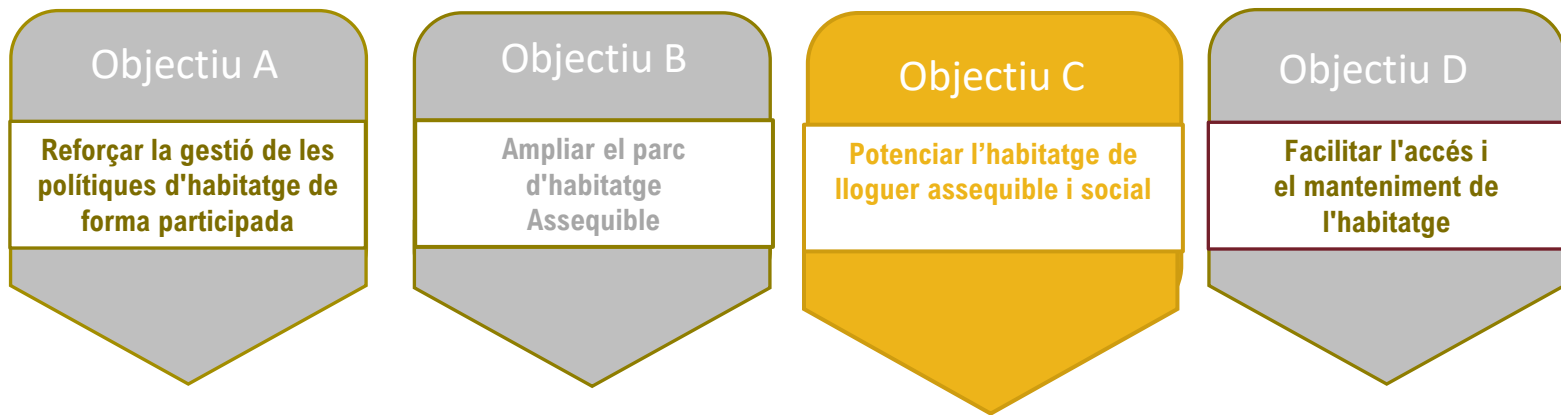 Objectiu A
Reforçar la gestió de les
polítiques d'habitatge de
forma participada
Objectiu B
Ampliar el parc
d'habitatge
Assequible
Objectiu C
Potenciar l’habitatge de
lloguer assequible i social
Objectiu D
Facilitar l'accés i
el manteniment de
l'habitatge